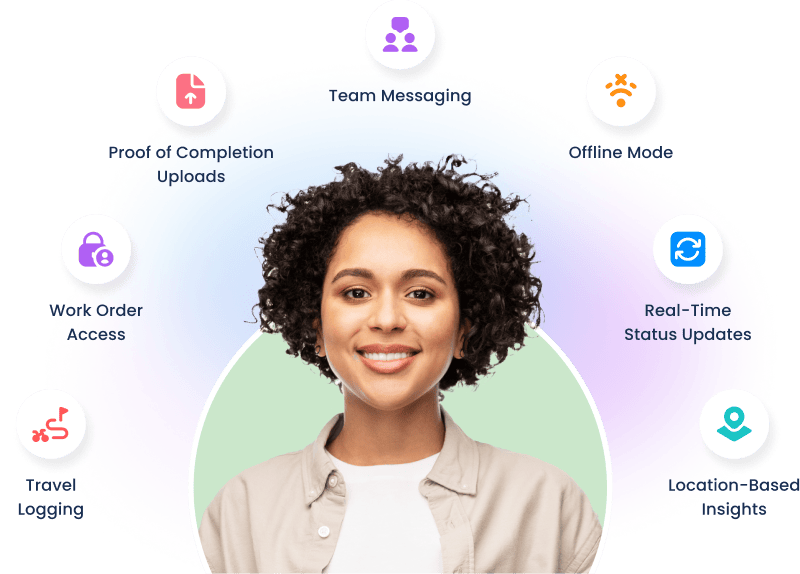 Team Messaging
Proof of Completion
Uploads
Offline Mode
Work Order
Access
Real-Time
Status Updates
Travel
Logging
Location-Based
Insights